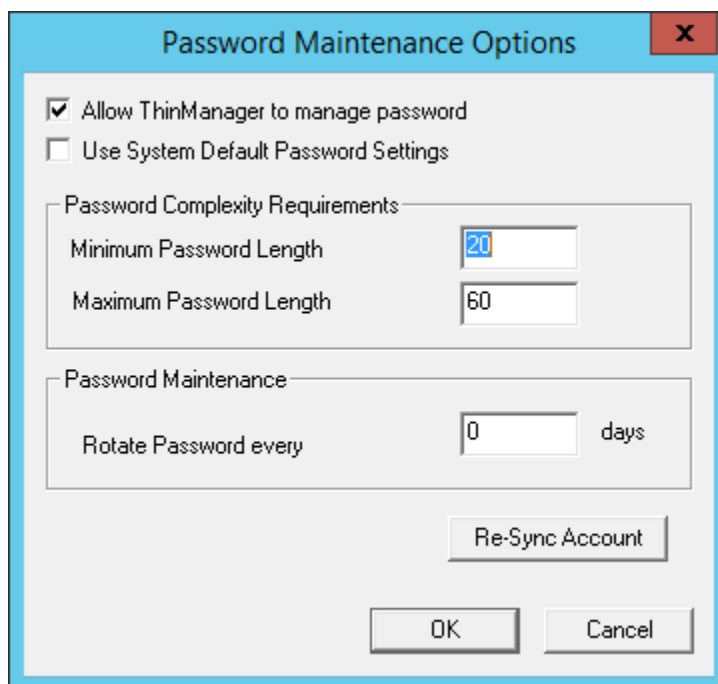 Password Maintenance Options
x
Allow ThinManager to manage password
Use System Default Password Settings
Password Complexity Requirements
Minimum Password Length 20
Maximum Password Length 60
Password Maintenance
Rotate Password every 0 days
Re-Sync Account
OK Cancel